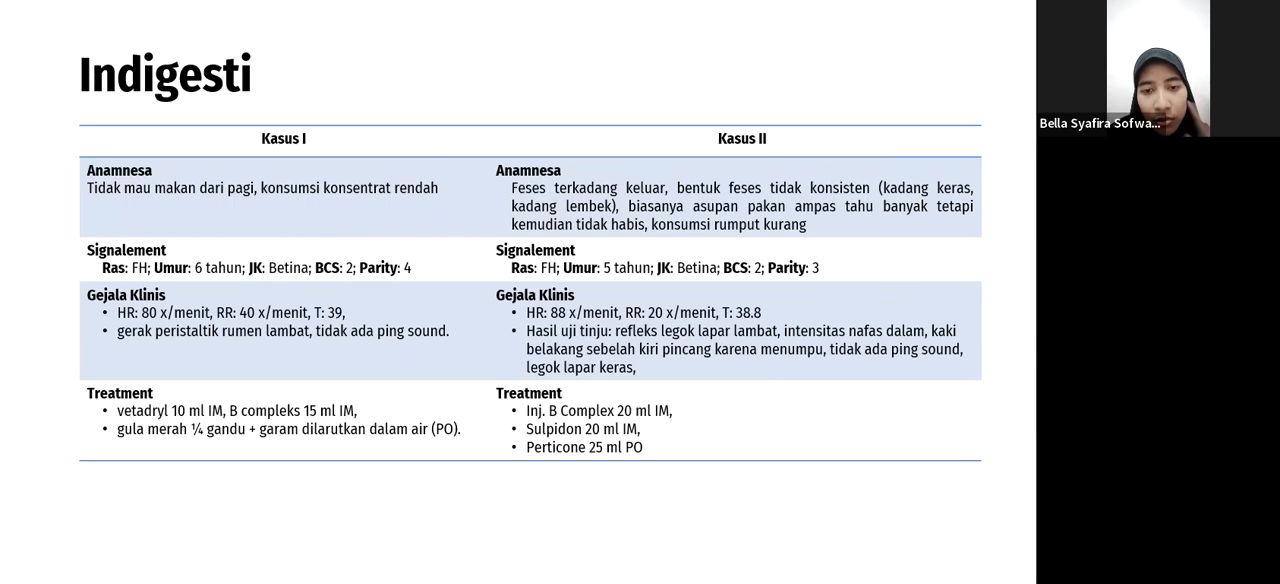 Indigesti
Kasus I
Kasus II
Anamnesa
Tidak mau makan dari pagi, konsumsi konsentrat rendah
Anamnesa
Feses terkadang keluar, bentuk feses tidak konsisten (kadang keras,
kadang lembek), biasanya asupan pakan ampas tahu banyak tetapi
kemudian tidak habis, konsumsi rumput kurang
Signalement
Ras: FH; Umur: 6 tahun; JK: Betina; BCS: 2; Parity: 4
Signalement
Ras: FH; Umur: 5 tahun; JK: Betina; BCS: 2; Parity: 3
Gejala Klinis
• HR: 80 x/menit, RR: 40 x/menit, T: 39,
• gerak peristaltik rumen lambat, tidak ada ping sound.
Gejala Klinis
• HR: 88 x/menit, RR: 20 x/menit, T: 38.8
• Hasil uji tinju: refleks legok lapar lambat, intensitas nafas dalam, kaki
belakang sebelah kiri pincang karena menumpu, tidak ada ping sound,
legok lapar keras,
Treatment
• vetadryl 10 ml IM, B compleks 15 ml IM,
• gula merah ¼ gandu + garam dilarutkan dalam air (PO).
Treatment
• Inj. B Complex 20 ml IM,
• Sulpidon 20 ml IM,
• Perticone 25 ml PO
Bella Syafira Sofwa...